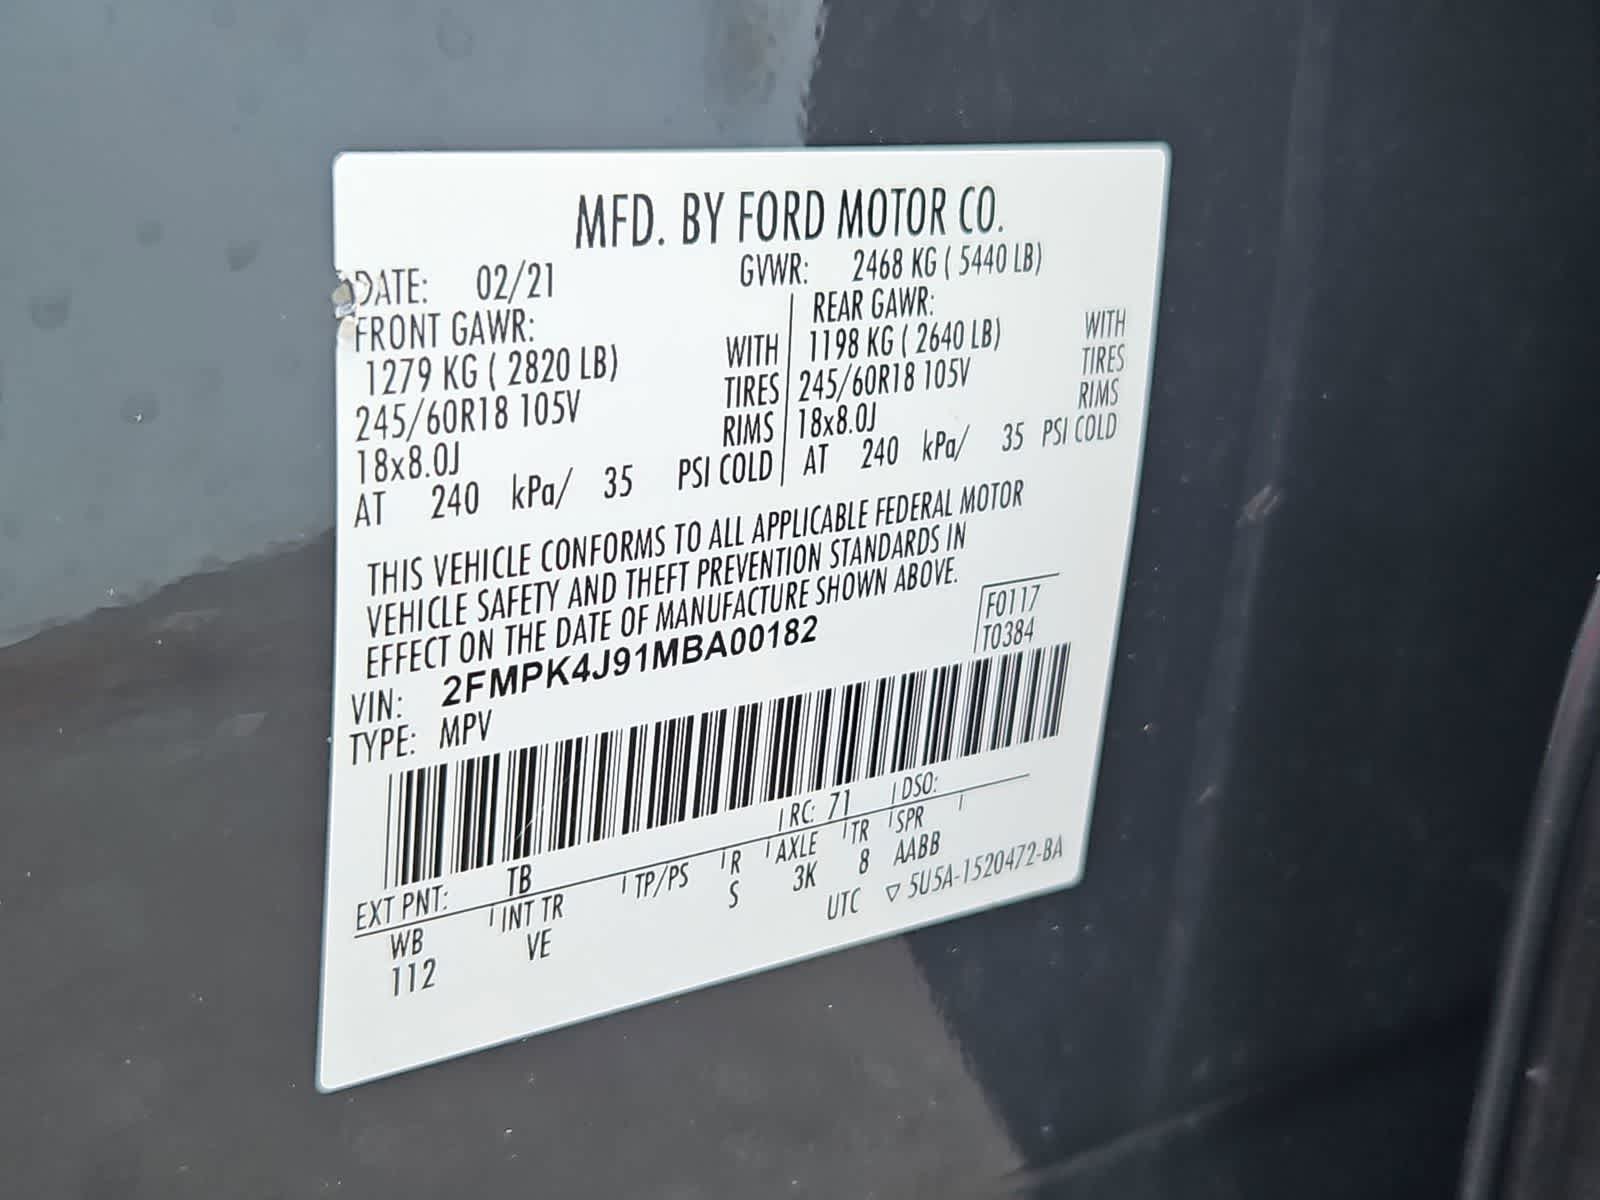 MFD. BY FORD MOTOR CO.
DATE: 02/21 GVWR: 2468 KG ( 5440 LB)
FRONT GAWR: REAR GAWR:
1279 KG ( 2820 LB) WITH 1198 KG ( 2640 LB) WITH
245/60R18 105V TIRES 245/60R18 105V TIRES
18x8.0J RIMS 18x8.0J RIMS
AT 240 kPa/ 35 PSI COLD AT 240 kPa/ 35 PSI COLD
THIS VEHICLE CONFORMS TO ALL APPLICABLE FEDERAL MOTOR
VEHICLE SAFETY AND THEFT PREVENTION STANDARDS IN
EFFECT ON THE DATE OF MANUFACTURE SHOWN ABOVE.
F0117
T0384
VIN: 2FMPK4J91MBA00182
TYPE: MPV
EXT PNT: TB RC: 71 DSO:
WB INT TR TP/PS R AXLE TR SPR
112 VE S 3K 8 AABB
UTC ▽ 5U5A-1520472-BA